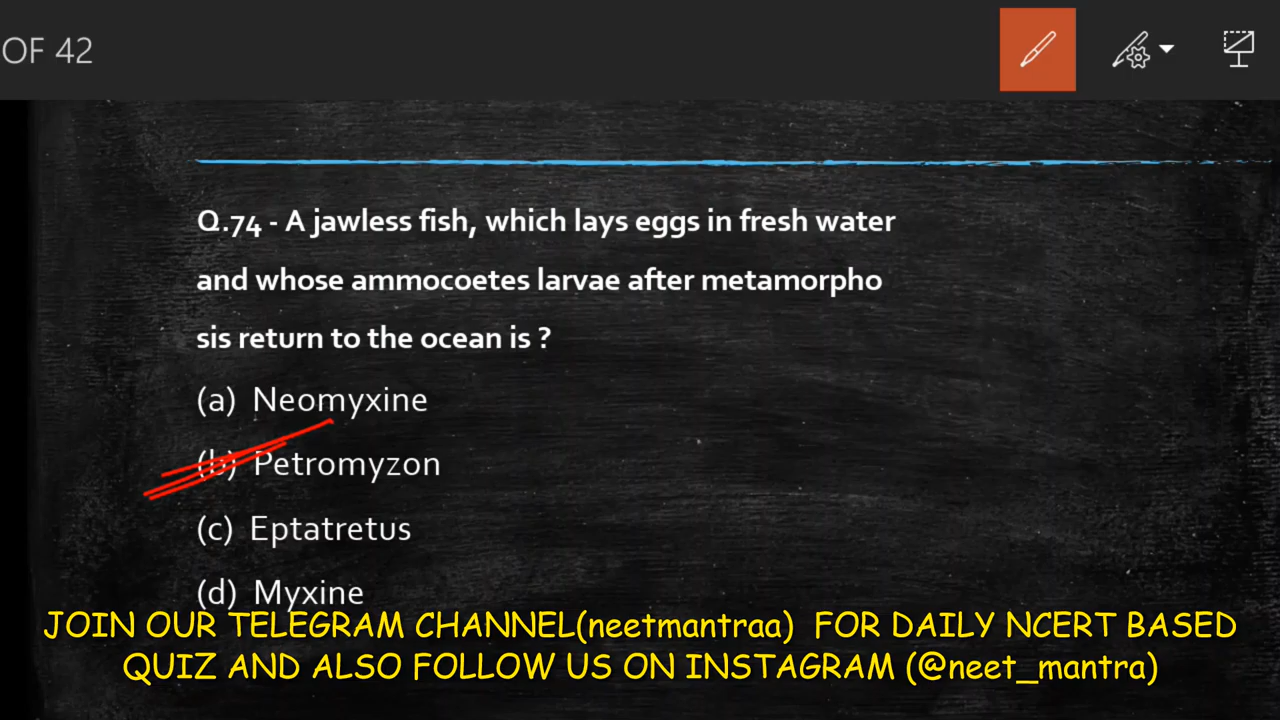 OF 42
Q.74 - A jawless fish, which lays eggs in fresh water
and whose ammocoetes larvae after metamorpho
sis return to the ocean is ?
(a) Neomyxine
(b) Petromyzon
(c) Eptatretus
(d) Myxine
JOIN OUR TELEGRAM CHANNEL(neetmantraa) FOR DAILY NCERT BASED
QUIZ AND ALSO FOLLOW US ON INSTAGRAM (@neet_mantra)